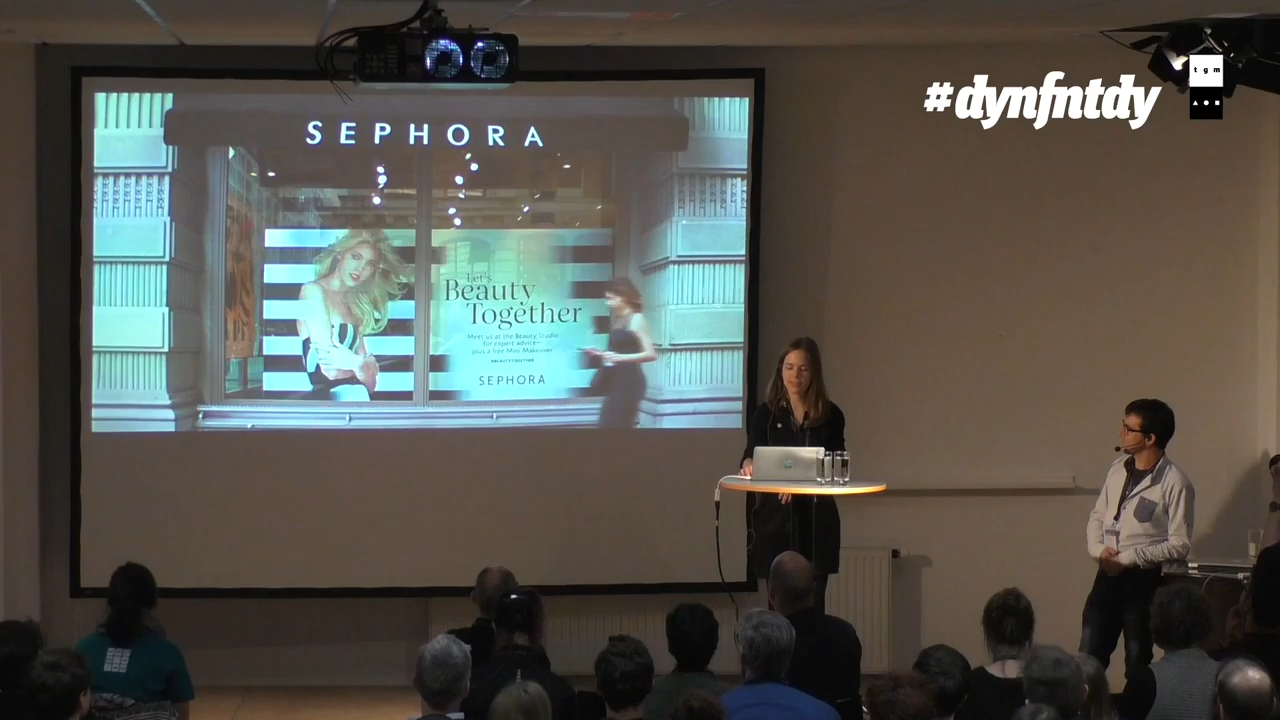 #dynfntdy
t g m
SEPHORA
Let's
Beauty
Together
Meet us at the Beauty Studio
for expert advice—
plus a free Mini Makeover
#BEAUTYTOGETHER
SEPHORA